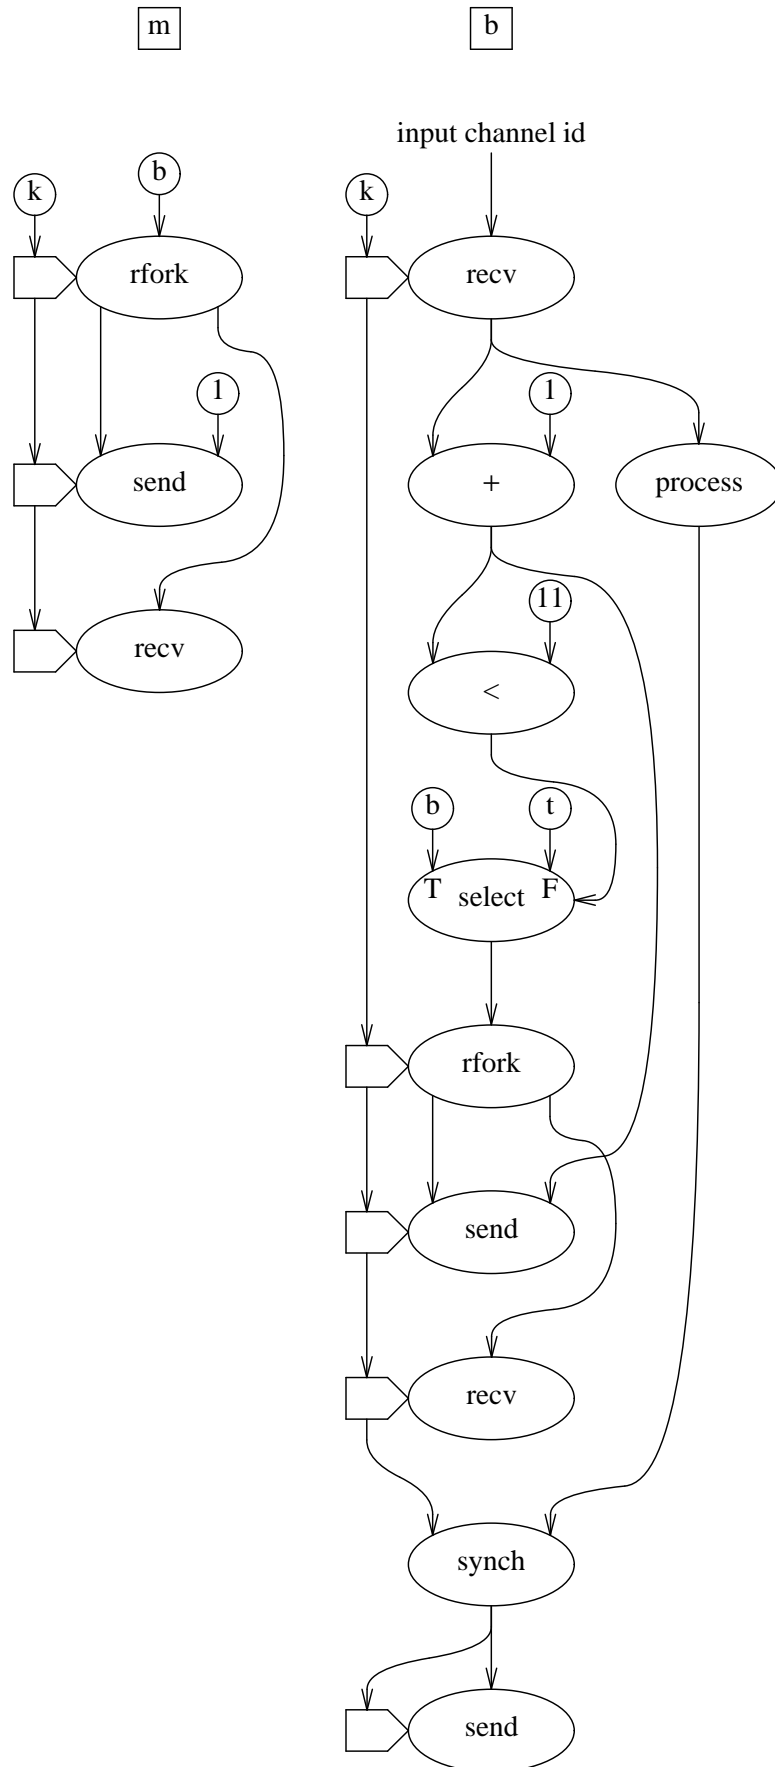 m
b
input channel id
b
k
k
rfork
recv
1
1
send
+
process
11
recv
<
b
t
T
select
F
rfork
send
recv
synch
send